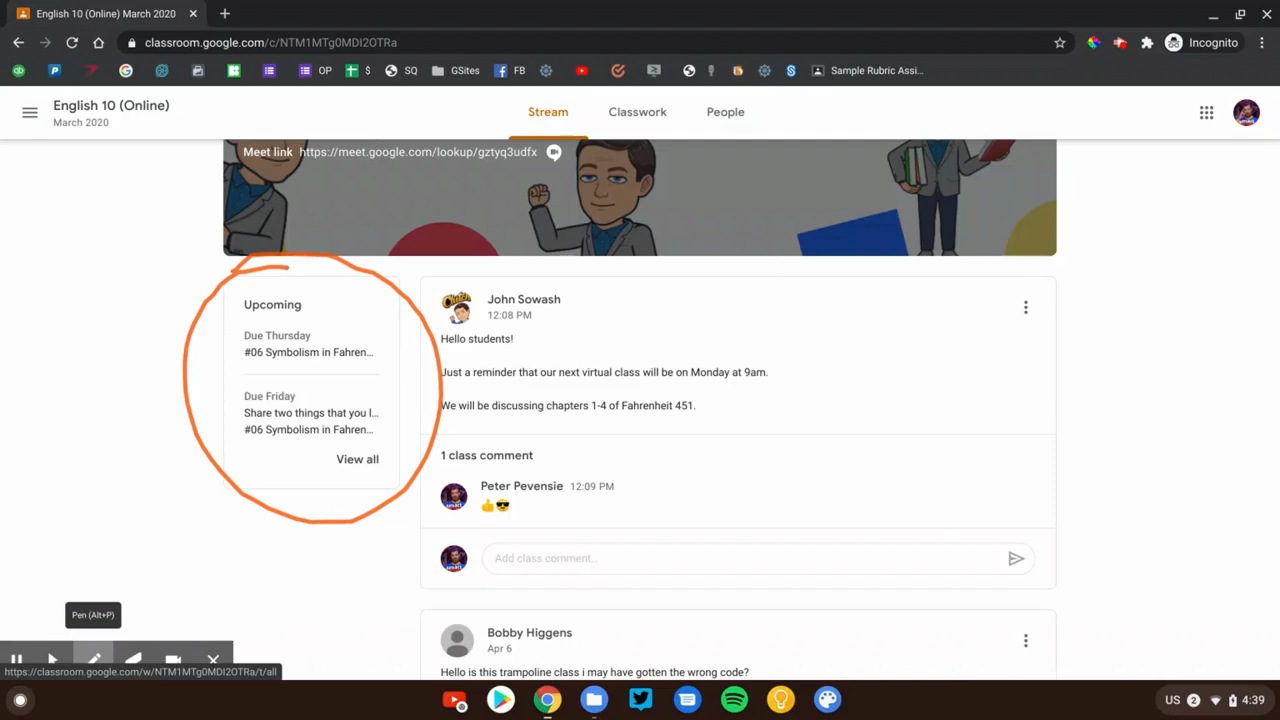 English 10 (Online) March 2020
classroom.google.com/c/NTM1MTg0MDI2OTRa
Incognito
OP
$
SQ
GSites
FB
Sample Rubric Assi...
English 10 (Online)
March 2020
Stream
Classwork
People
Meet link https://meet.google.com/lookup/gztyq3udfx
Upcoming
Due Thursday
#06 Symbolism in Fahren...
Due Friday
Share two things that you l...
#06 Symbolism in Fahren...
View all
Clutch
John Sowash
12:08 PM
Hello students!
Just a reminder that our next virtual class will be on Monday at 9am.
We will be discussing chapters 1-4 of Fahrenheit 451.
1 class comment
Peter Pevensie 12:09 PM
👍😎
Add class comment...
Bobby Higgens
Apr 6
Hello is this trampoline class i may have gotten the wrong code?
Pen (Alt+P)
https://classroom.google.com/w/NTM1MTg0MDI2OTRa/t/all
US 2 4:39